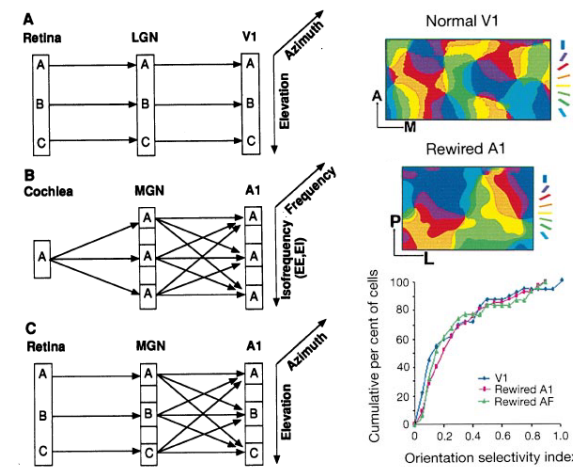 A
Retina LGN V1
Azimuth
A A A
B B B
C C C
Elevation
B
Cochlea MGN A1
Frequency
A A A
A A A
A A
Isofrequency
(EE,EI)
C
Retina MGN A1
Azimuth
A A A
B B B
C C C
Elevation
Normal V1
A
M
Rewired A1
P
L
Cumulative per cent of cells
100
80
60
40
20
0
V1
Rewired A1
Rewired AF
0 0.2 0.4 0.6 0.8 1.0
Orientation selectivity index